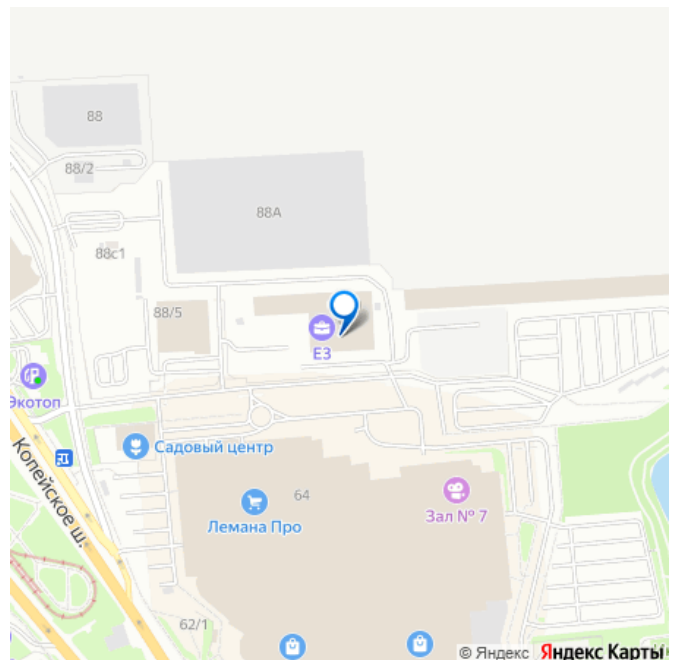 88
88/2
88А
88с1
88/5
Е3
Экотоп
Садовый центр
Копейское ш.
64
Лемана Про
Зал № 7
62/1
© Яндекс Яндекс Карты